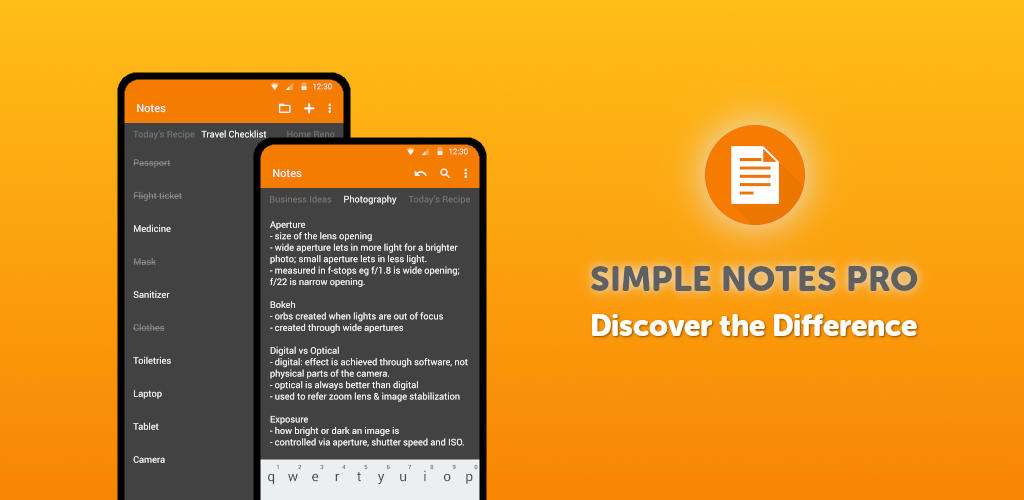 12:30
Notes
Today's Recipe Travel Checklist Home Reno
Passport
Flight ticket
Medicine
Mask
Sanitizer
Clothes
Toiletries
Laptop
Tablet
Camera
12:30
Notes
Business Ideas Photography Today's Recipe
Aperture
- size of the lens opening
- wide aperture lets in more light for a brighter
photo; small aperture lets in less light.
- measured in f-stops eg f/1.8 is wide opening;
f/22 is narrow opening.
Bokeh
- orbs created when lights are out of focus
- created through wide apertures
Digital vs Optical
- digital: effect is achieved through software, not
physical parts of the camera.
- optical is always better than digital
- used to refer zoom lens & image stabilization
Exposure
- how bright or dark an image is
- controlled via aperture, shutter speed and ISO.
1 2 3 4 5 6 7 8 9 0
q w e r t y u i o p
SIMPLE NOTES PRO
Discover the Difference